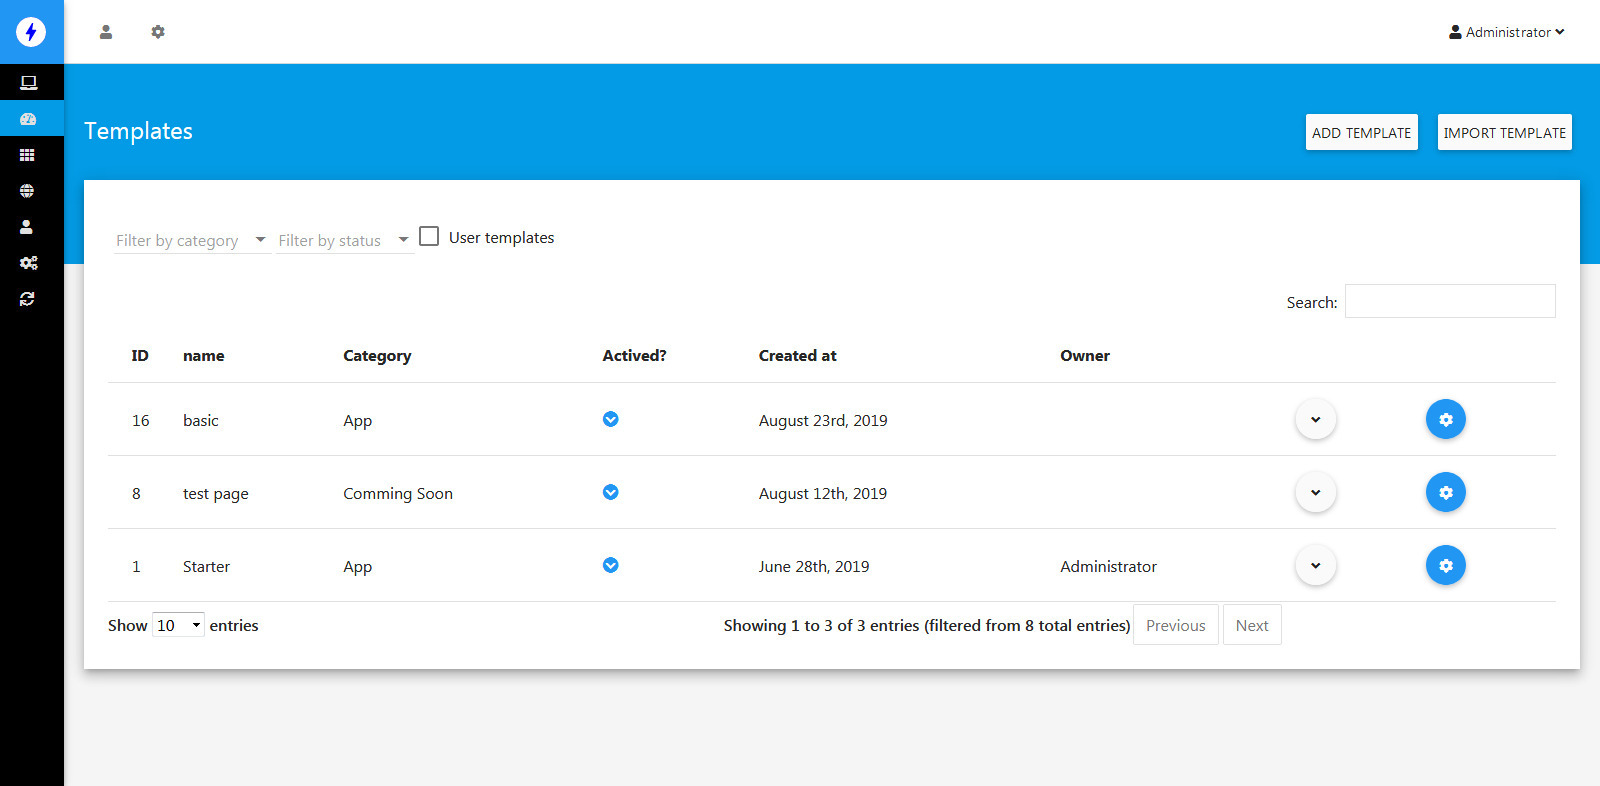 Administrator
Templates
ADD TEMPLATE
IMPORT TEMPLATE
Filter by category
Filter by status
User templates
Search:
ID name Category Actived? Created at Owner
16 basic App August 23rd, 2019
8 test page Comming Soon August 12th, 2019
1 Starter App June 28th, 2019 Administrator
Show 10 entries
Showing 1 to 3 of 3 entries (filtered from 8 total entries)
Previous
Next